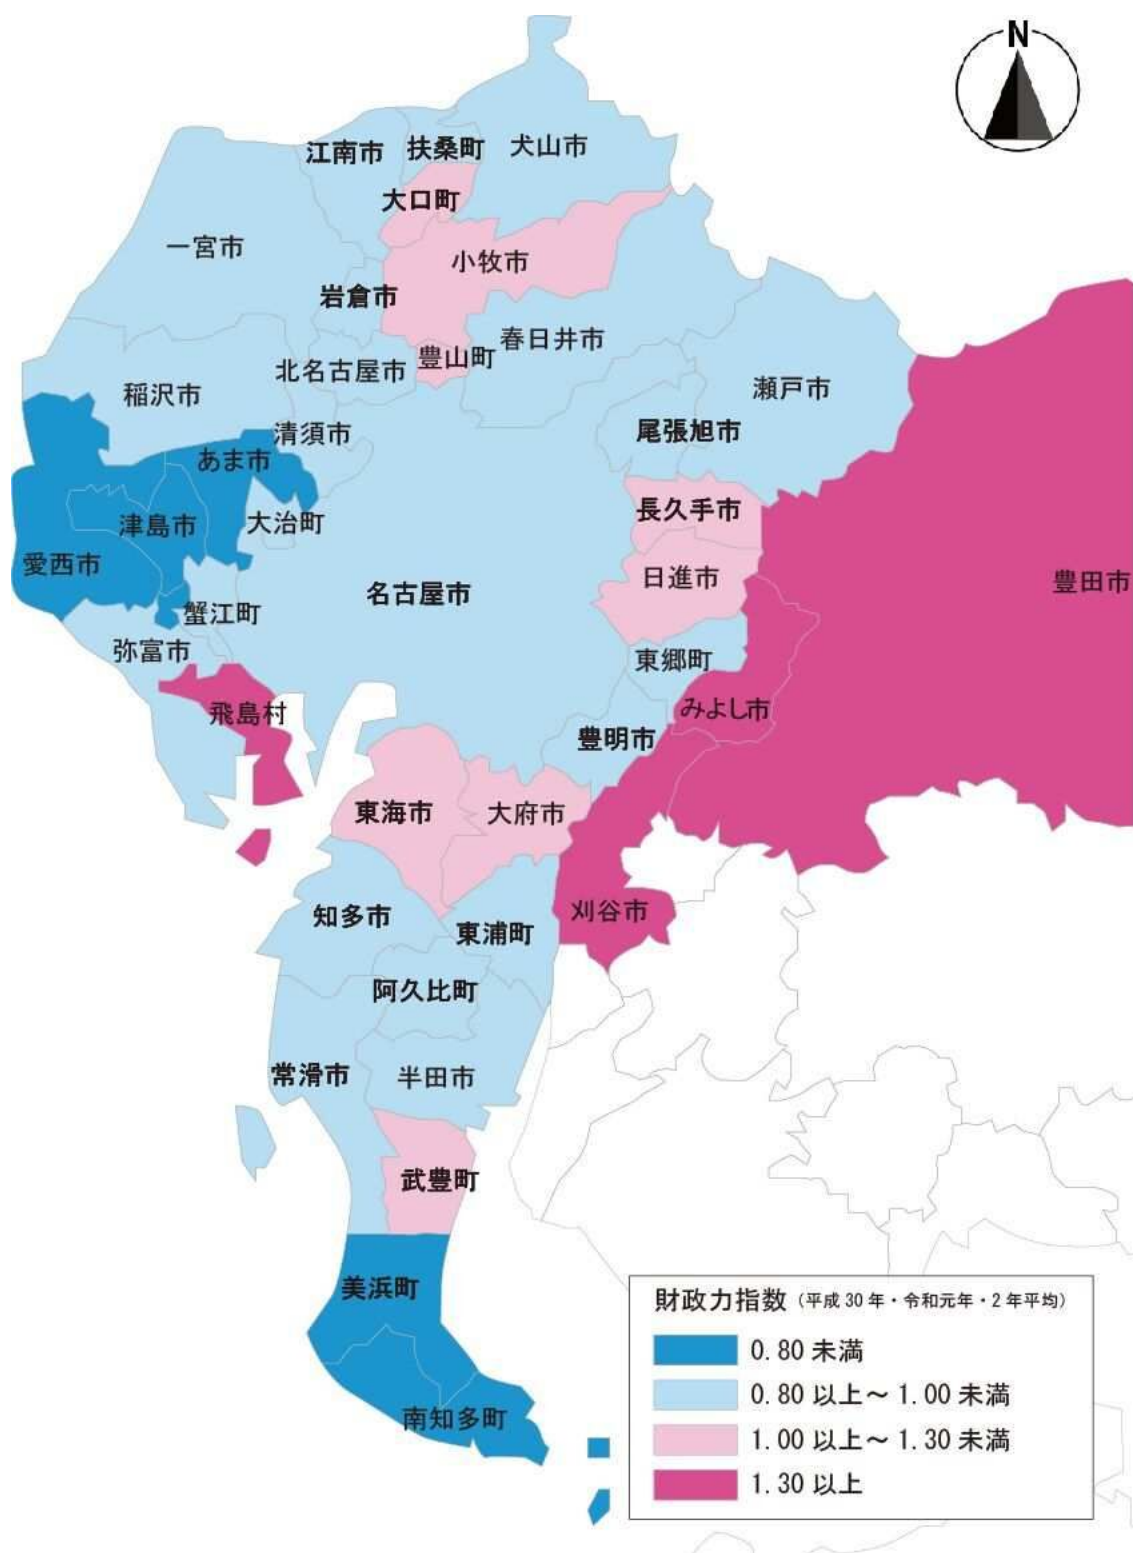 N
江南市
扶桑町
犬山市
大口町
一宮市
小牧市
岩倉市
春日井市
豊山町
北名古屋市
稲沢市
瀬戸市
清須市
尾張旭市
あま市
長久手市
津島市
大治町
愛西市
日進市
豊田市
名古屋市
蟹江町
弥富市
東郷町
飛島村
みよし市
豊明市
東海市
大府市
知多市
刈谷市
東浦町
阿久比町
常滑市
半田市
武豊町
美浜町
南知多町
財政力指数（平成30年・令和元年・2年平均）
0.80 未満
0.80 以上～ 1.00 未満
1.00 以上～ 1.30 未満
1.30 以上